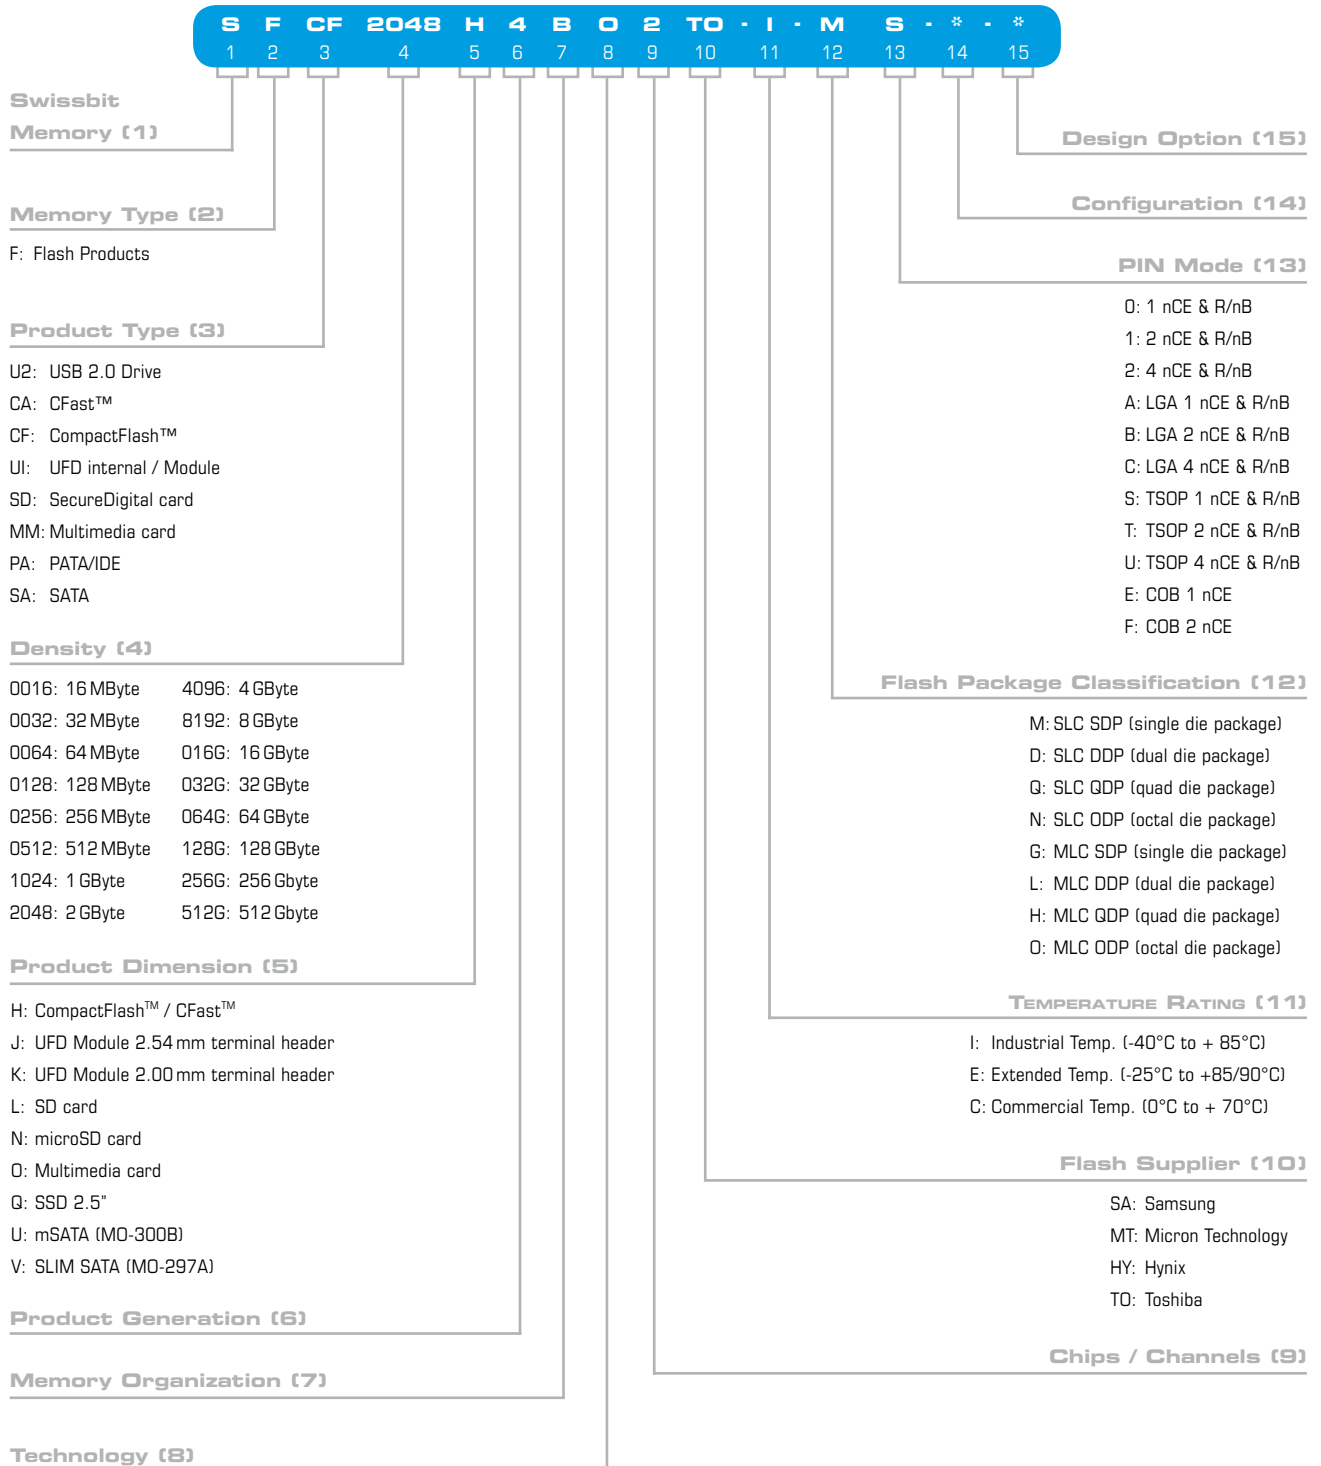 S F CF 2048 H 4 B O 2 TO - I - M S - * - *
1 2 3 4 5 6 7 8 9 10 11 12 13 14 15
Swissbit
Memory (1)
Memory Type (2)
F: Flash Products
Product Type (3)
U2: USB 2.0 Drive
CA: CFast™
CF: CompactFlash™
UI: UFD internal / Module
SD: SecureDigital card
MM: Multimedia card
PA: PATA/IDE
SA: SATA
Density (4)
0016: 16 MByte 4096: 4 GByte
0032: 32 MByte 8192: 8 GByte
0064: 64 MByte 016G: 16 GByte
0128: 128 MByte 032G: 32 GByte
0256: 256 MByte 064G: 64 GByte
0512: 512 MByte 128G: 128 GByte
1024: 1 GByte 256G: 256 Gbyte
2048: 2 GByte 512G: 512 Gbyte
Product Dimension (5)
H: CompactFlash™ / CFast™
J: UFD Module 2.54 mm terminal header
K: UFD Module 2.00 mm terminal header
L: SD card
N: microSD card
O: Multimedia card
Q: SSD 2.5"
U: mSATA (MO-300B)
V: SLIM SATA (MO-297A)
Product Generation (6)
Memory Organization (7)
Technology (8)
Design Option (15)
Configuration (14)
PIN Mode (13)
0: 1 nCE & R/nB
1: 2 nCE & R/nB
2: 4 nCE & R/nB
A: LGA 1 nCE & R/nB
B: LGA 2 nCE & R/nB
C: LGA 4 nCE & R/nB
S: TSOP 1 nCE & R/nB
T: TSOP 2 nCE & R/nB
U: TSOP 4 nCE & R/nB
E: COB 1 nCE
F: COB 2 nCE
Flash Package Classification (12)
M: SLC SDP (single die package)
D: SLC DDP (dual die package)
Q: SLC QDP (quad die package)
N: SLC ODP (octal die package)
G: MLC SDP (single die package)
L: MLC DDP (dual die package)
H: MLC QDP (quad die package)
O: MLC ODP (octal die package)
Temperature Rating (11)
I: Industrial Temp. (-40°C to + 85°C)
E: Extended Temp. (-25°C to +85/90°C)
C: Commercial Temp. (0°C to + 70°C)
Flash Supplier (10)
SA: Samsung
MT: Micron Technology
HY: Hynix
TO: Toshiba
Chips / Channels (9)